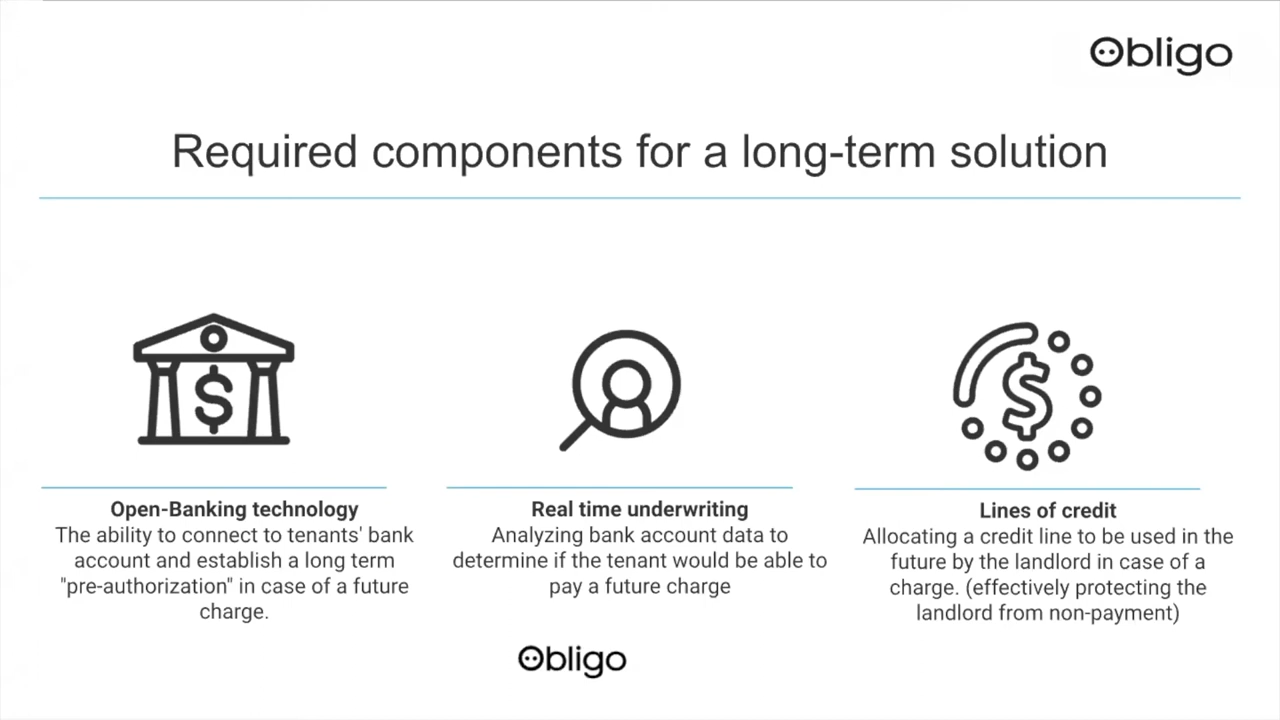 Obligo
Required components for a long-term solution
Open-Banking technology
The ability to connect to tenants' bank
account and establish a long term
"pre-authorization" in case of a future
charge.
Real time underwriting
Analyzing bank account data to
determine if the tenant would be able to
pay a future charge
Lines of credit
Allocating a credit line to be used in the
future by the landlord in case of a
charge. (effectively protecting the
landlord from non-payment)
Obligo